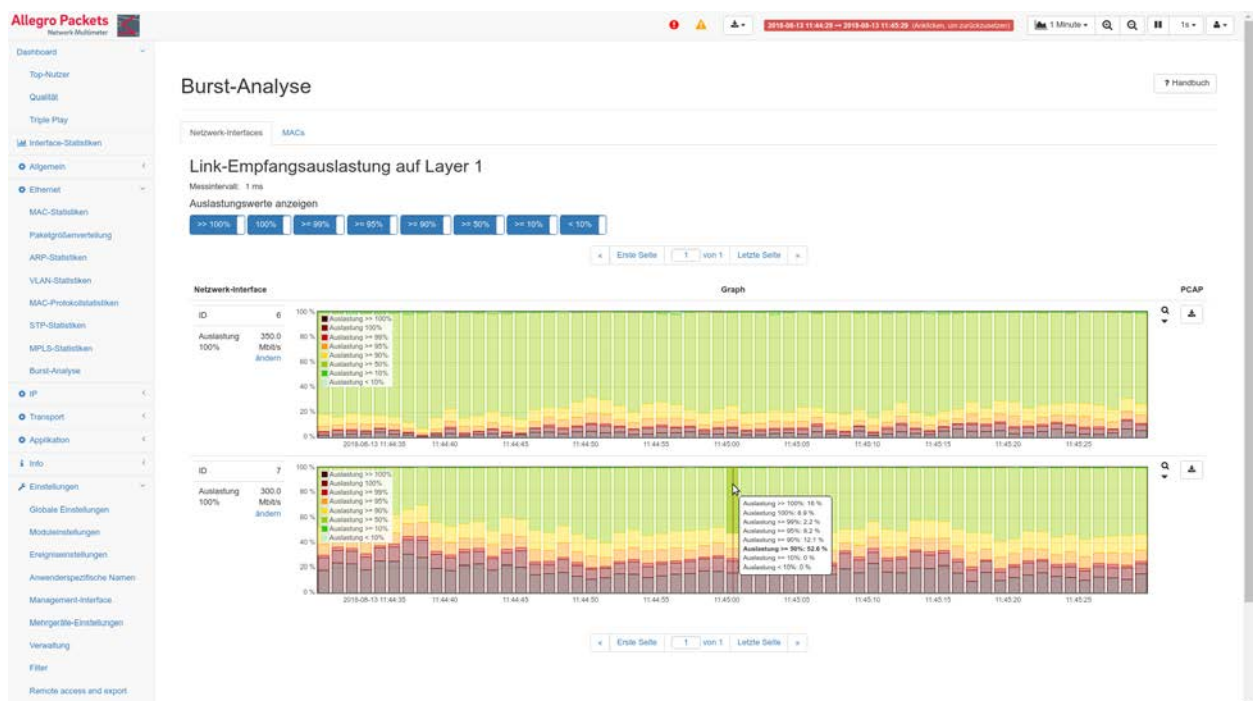 Allegro Packets
Network-Multimeter
2018-08-13 11:44:29 → 2018-08-13 11:45:29 (Anklicken, um zurückzusetzen)
1 Minute
1s
Dashboard
Top-Nutzer
Qualität
Triple Play
Interface-Statistiken
Allgemein
Ethernet
MAC-Statistiken
Paketgrößenverteilung
ARP-Statistiken
VLAN-Statistiken
MAC-Protokollstatistiken
STP-Statistiken
MPLS-Statistiken
Burst-Analyse
IP
Transport
Applikation
Info
Einstellungen
Globale Einstellungen
Moduleinstellungen
Ereigniseinstellungen
Anwenderspezifische Namen
Management-Interface
Mehrgeräte-Einstellungen
Verwaltung
Filter
Remote access and export
Burst-Analyse
? Handbuch
Netzwerk-Interfaces MACs
Link-Empfangsauslastung auf Layer 1
Messintervall: 1 ms
Auslastungswerte anzeigen
>> 100% 100% >= 99% >= 95% >= 90% >= 50% >= 10% < 10%
« Erste Seite 1 von 1 Letzte Seite »
Netzwerk-Interface Graph PCAP
ID 6
Auslastung 100% 350.0 Mbit/s
ändern
100 %
80 %
60 %
40 %
20 %
0 %
Auslastung >> 100%
Auslastung 100%
Auslastung >= 99%
Auslastung >= 95%
Auslastung >= 90%
Auslastung >= 50%
Auslastung >= 10%
Auslastung < 10%
2018-08-13 11:44:35 11:44:40 11:44:45 11:44:50 11:44:55 11:45:00 11:45:05 11:45:10 11:45:15 11:45:20 11:45:25
ID 7
Auslastung 100% 300.0 Mbit/s
ändern
100 %
80 %
60 %
40 %
20 %
0 %
Auslastung >> 100%
Auslastung 100%
Auslastung >= 99%
Auslastung >= 95%
Auslastung >= 90%
Auslastung >= 50%
Auslastung >= 10%
Auslastung < 10%
Auslastung >> 100%: 16 %
Auslastung 100%: 6.9 %
Auslastung >= 99%: 2.2 %
Auslastung >= 95%: 6.2 %
Auslastung >= 90%: 12.1 %
Auslastung >= 50%: 52.6 %
Auslastung >= 10%: 0 %
Auslastung < 10%: 0 %
2018-08-13 11:44:35 11:44:40 11:44:45 11:44:50 11:44:55 11:45:00 11:45:05 11:45:10 11:45:15 11:45:20 11:45:25
« Erste Seite 1 von 1 Letzte Seite »